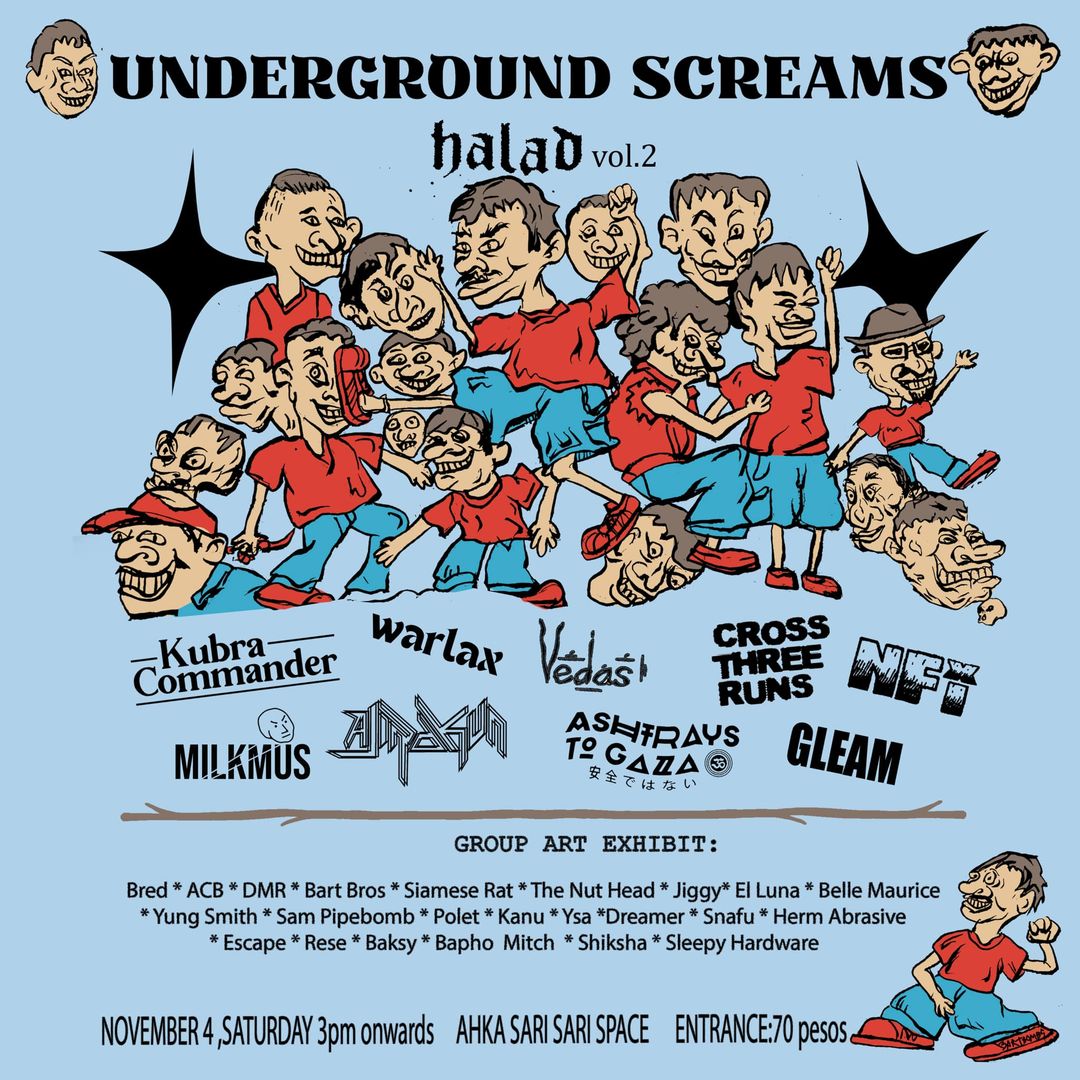 UNDERGROUND SCREAMS
halad vol.2
Kubra
Commander
warlax
Vedas
CROSS
THREE
RUNS
NFI
MILKMUS
ASHTRAYS
TO GAZA
安全ではない
GLEAM
GROUP ART EXHIBIT:
Bred * ACB * DMR * Bart Bros * Siamese Rat * The Nut Head * Jiggy* El Luna * Belle Maurice
* Yung Smith * Sam Pipebomb * Polet * Kanu * Ysa *Dreamer * Snafu * Herm Abrasive
* Escape * Rese * Baksy * Bapho Mitch * Shiksha * Sleepy Hardware
NOVEMBER 4 ,SATURDAY 3pm onwards AHKA SARI SARI SPACE ENTRANCE:70 pesos